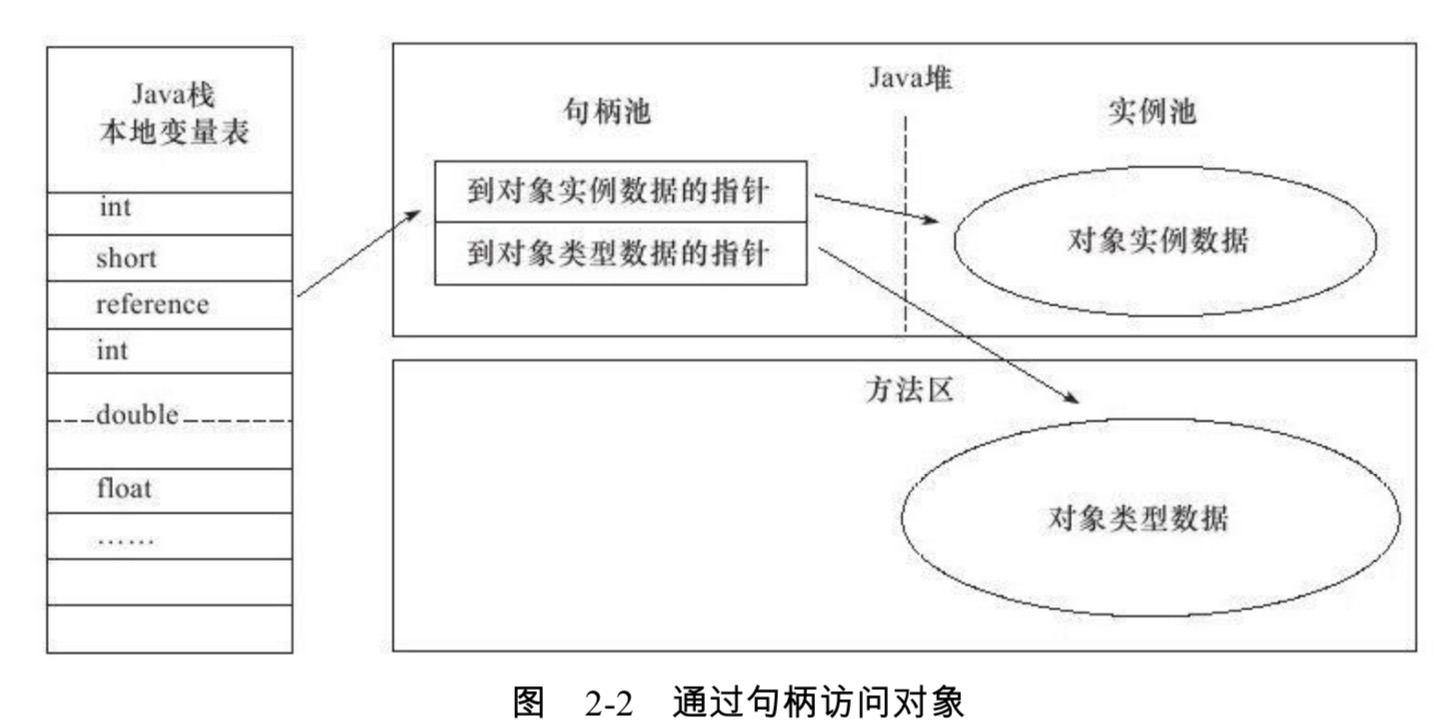 Java栈
本地变量表
int
short
reference
int
double
float
……
Java堆
句柄池
实例池
到对象实例数据的指针
到对象类型数据的指针
对象实例数据
方法区
对象类型数据
图 2-2 通过句柄访问对象